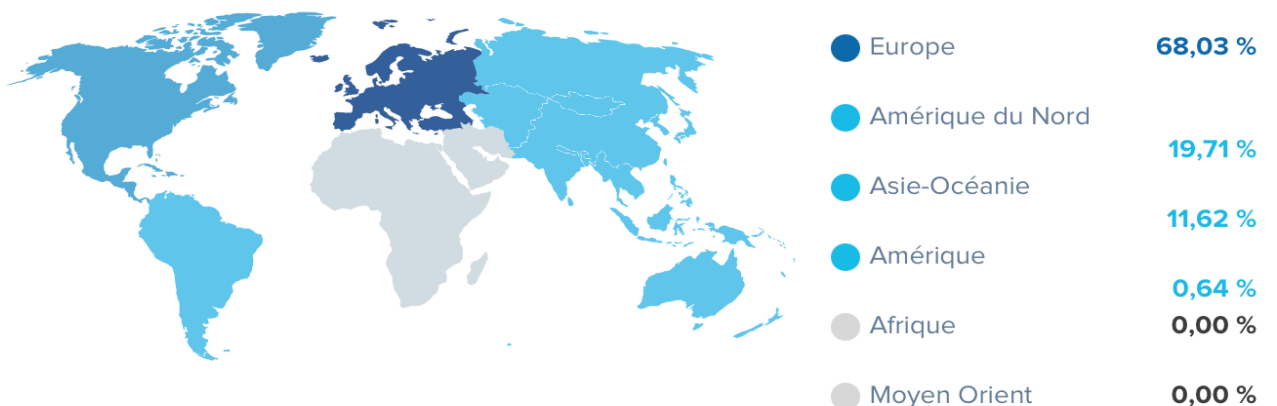 Europe 68,03 %
Amérique du Nord
19,71 %
Asie-Océanie
11,62 %
Amérique
0,64 %
Afrique 0,00 %
Moyen Orient 0,00 %